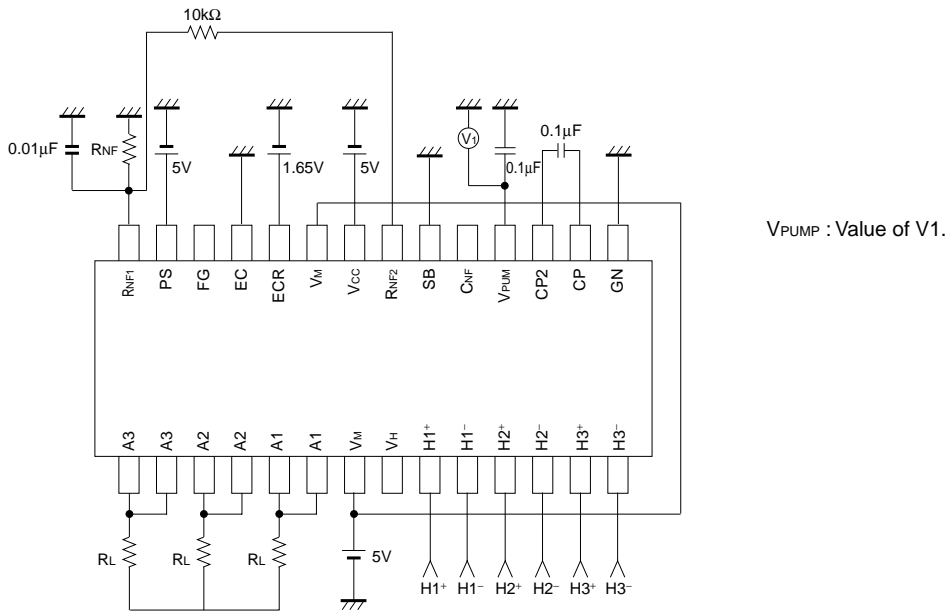 10kΩ
0.01µF
RNF
5V
1.65V
5V
V1
0.1µF
0.1µF
VPUMP : Value of V1.
RNF1 PS FG EC ECR VM VCC RNF2 SB CNF VPUM CP2 CP GN
A3 A3 A2 A2 A1 A1 VM VH H1+ H1− H2+ H2− H3+ H3−
RL RL RL 5V
H1+ H1− H2+ H2− H3+ H3−